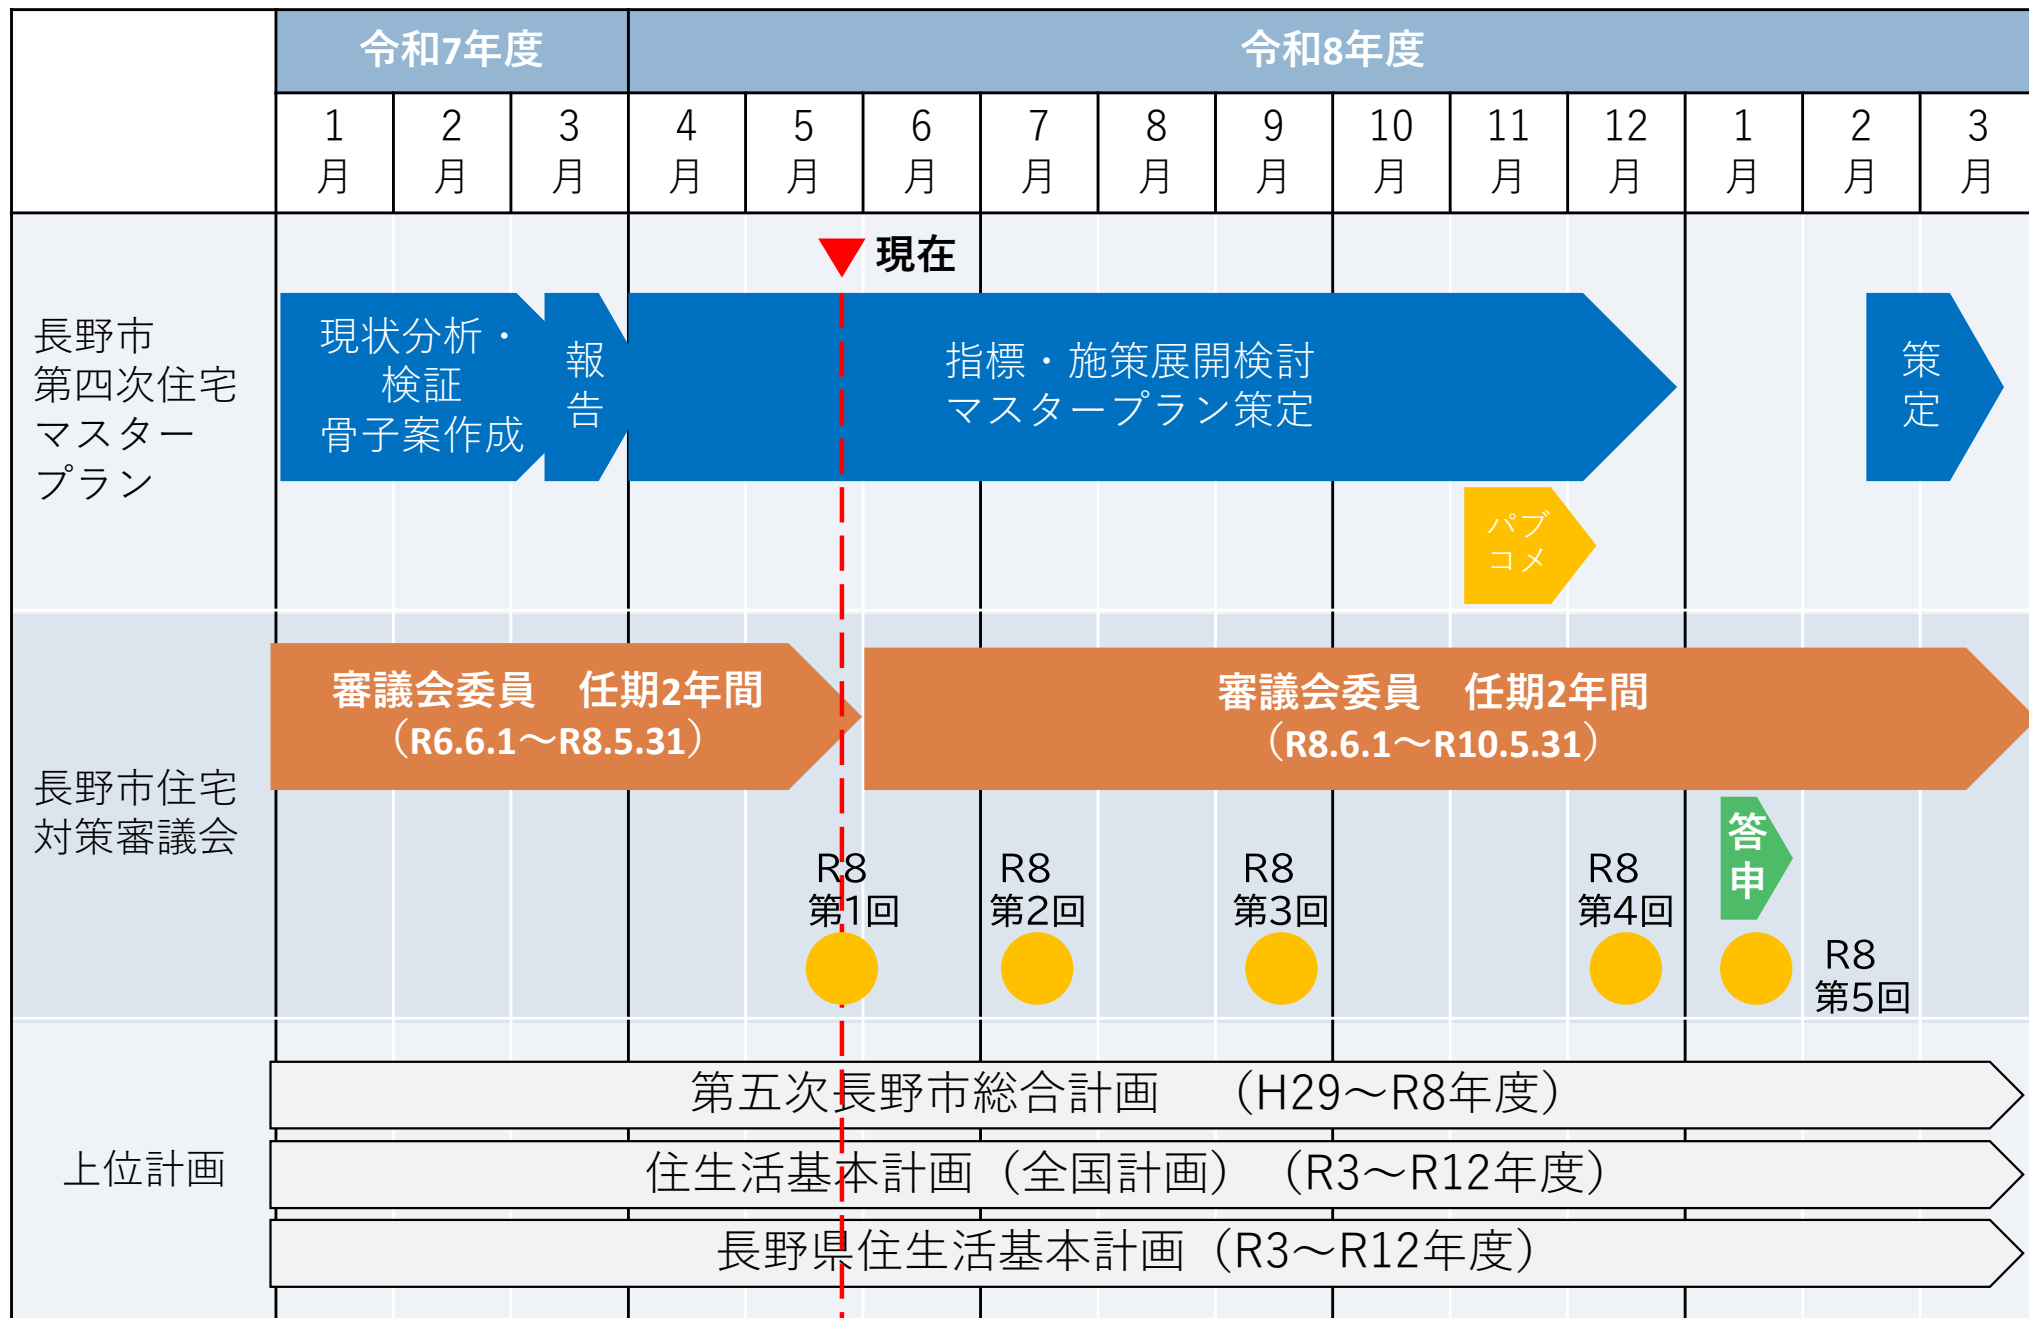 令和7年度
令和8年度
1月
2月
3月
4月
5月
6月
7月
8月
9月
10月
11月
12月
1月
2月
3月
現在
長野市
第四次住宅
マスター
プラン
現状分析・
検証
骨子案作成
報告
指標・施策展開検討
マスタープラン策定
策定
パブ
コメ
長野市住宅
対策審議会
審議会委員　任期2年間
（R6.6.1～R8.5.31）
審議会委員　任期2年間
（R8.6.1～R10.5.31）
答申
R8
第1回
R8
第2回
R8
第3回
R8
第4回
R8
第5回
上位計画
第五次長野市総合計画　（H29～R8年度）
住生活基本計画（全国計画）（R3～R12年度）
長野県住生活基本計画（R3～R12年度）